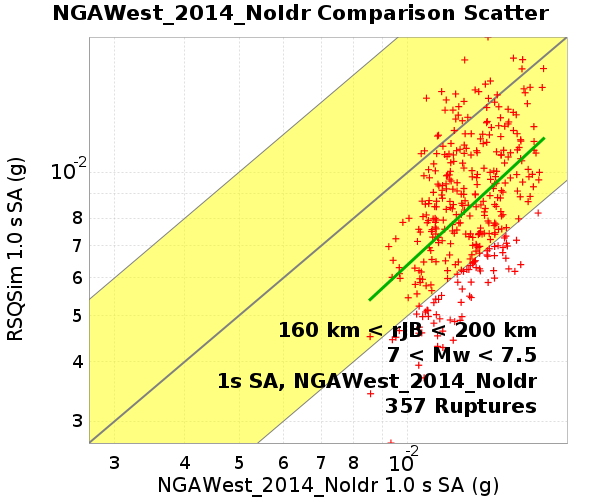 NGAWest_2014_NoIdr Comparison Scatter
RSQSim 1.0 s SA (g)
10-2
8
7
6
5
4
3
160 km < rJB < 200 km
7 < Mw < 7.5
1s SA, NGAWest_2014_NoIdr
357 Ruptures
3 4 5 6 7 8 10-2
NGAWest_2014_NoIdr 1.0 s SA (g)